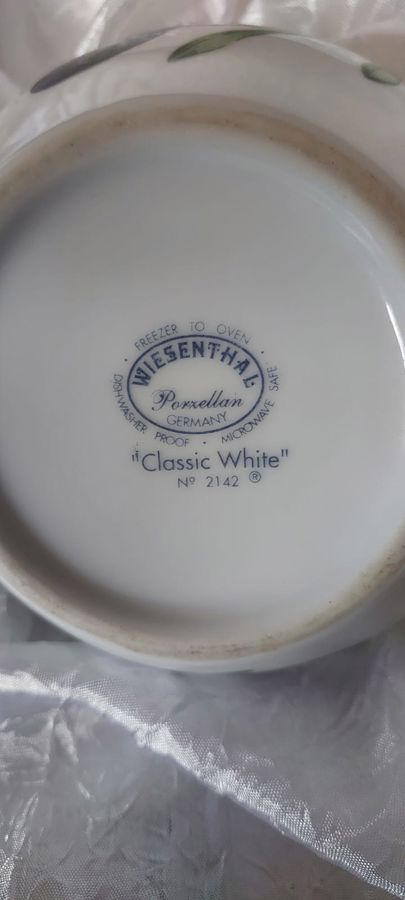 FREEZER TO OVEN ·
WIESENTHAL
Porzellan
GERMANY
· DISHWASHER PROOF · MICROWAVE SAFE
"Classic White"
Nº 2142 ®